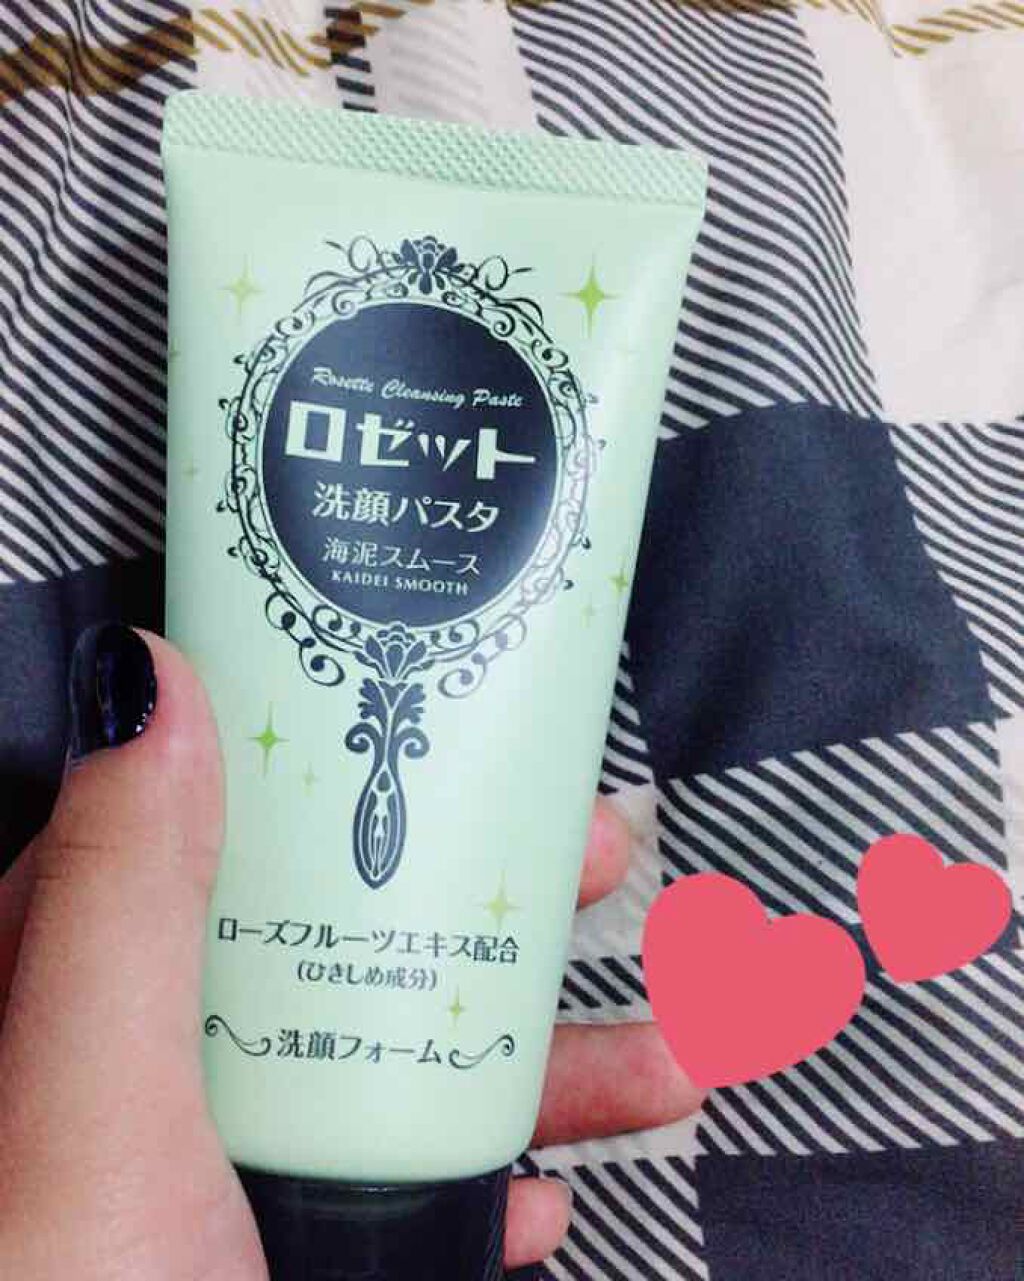 Rosette Cleansing Paste
ロゼット
洗顔パスタ
海泥スムース
KAIDEI SMOOTH
ローズフルーツエキス配合
(ひきしめ成分)
洗顔フォーム